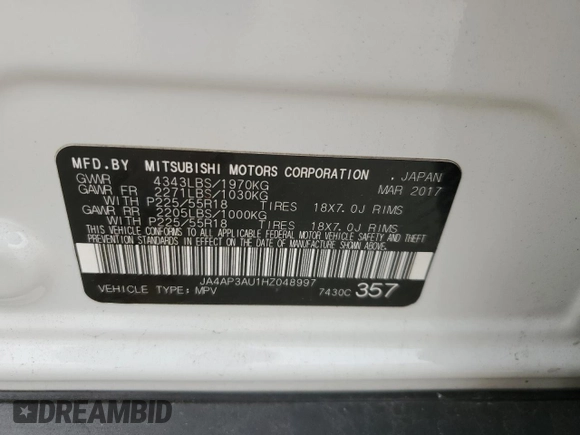 MFD.BY MITSUBISHI MOTORS CORPORATION . JAPAN
GVWR 4343LBS/1970KG MAR 2017
GAWR FR 2271LBS/1030KG
WITH P225/55R18 TIRES 18X7.0J RIMS
GAWR RR 2205LBS/1000KG
WITH P225/55R18 TIRES 18X7.0J RIMS
THIS VEHICLE CONFORMS TO ALL APPLICABLE FEDERAL MOTOR VEHICLE SAFETY AND THEFT
PREVENTION STANDARDS IN EFFECT ON THE DATE OF MANUFACTURE SHOWN ABOVE.
JA4AP3AU1HZ048997
VEHICLE TYPE: MPV 7430C 357
DREAMBID